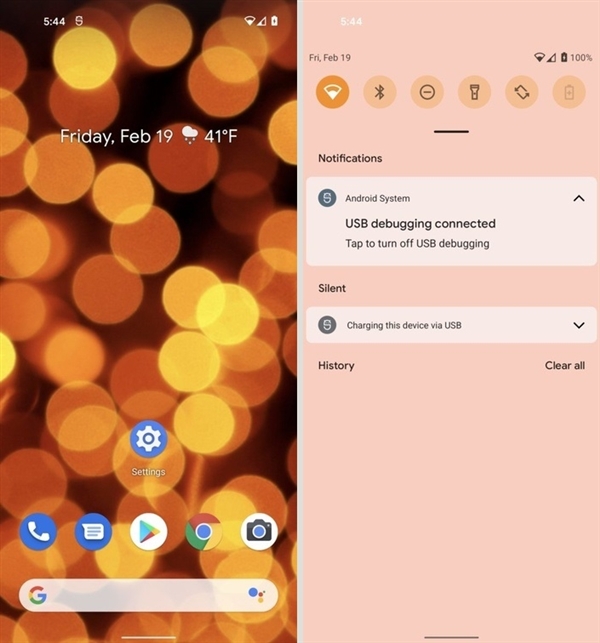 5:44
Friday, Feb 19 41°F
Settings
5:44
Fri, Feb 19 100%
Notifications
Android System
USB debugging connected
Tap to turn off USB debugging
Silent
Charging this device via USB
History Clear all